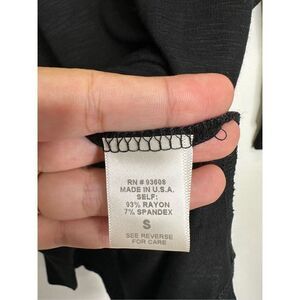 RN # 93608
MADE IN U.S.A.
SELF:
93% RAYON
7% SPANDEX
S
SEE REVERSE
FOR CARE